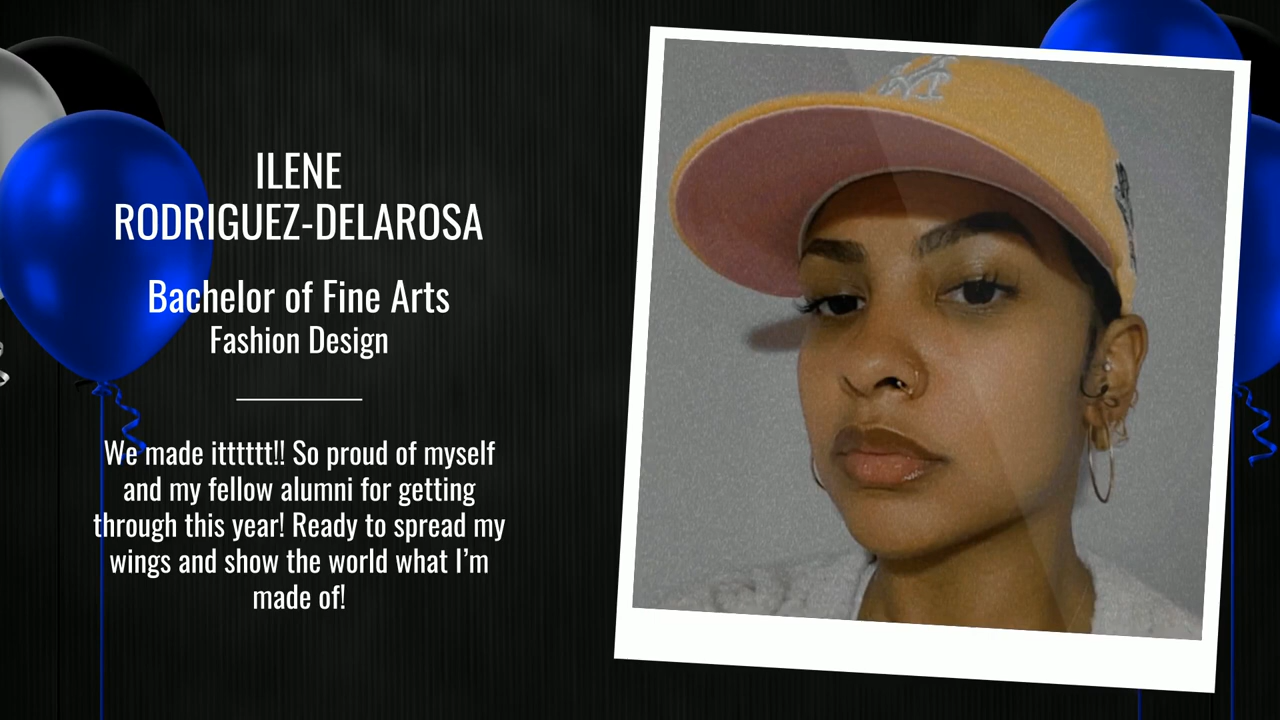 ILENE
RODRIGUEZ-DELAROSA
Bachelor of Fine Arts
Fashion Design
We made itttttt!! So proud of myself
and my fellow alumni for getting
through this year! Ready to spread my
wings and show the world what I’m
made of!